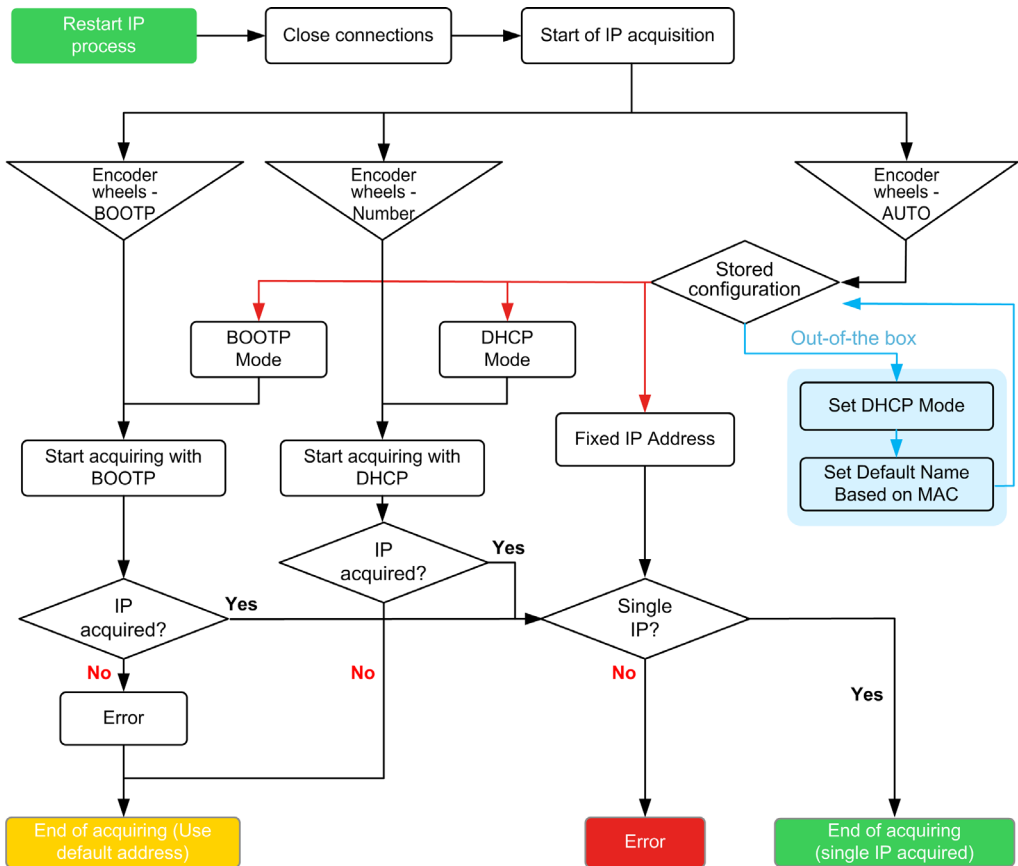 Restart IP
process
Close connections
Start of IP acquisition
Encoder
wheels -
BOOTP
Encoder
wheels -
Number
Encoder
wheels -
AUTO
Stored
configuration
BOOTP
Mode
DHCP
Mode
Out-of-the box
Set DHCP Mode
Fixed IP Address
Start acquiring with
BOOTP
Start acquiring with
DHCP
Set Default Name
Based on MAC
IP
acquired?
Yes
IP
acquired?
Yes
Single
IP?
No
No
No
Yes
Error
End of acquiring (Use
default address)
Error
End of acquiring
(single IP acquired)